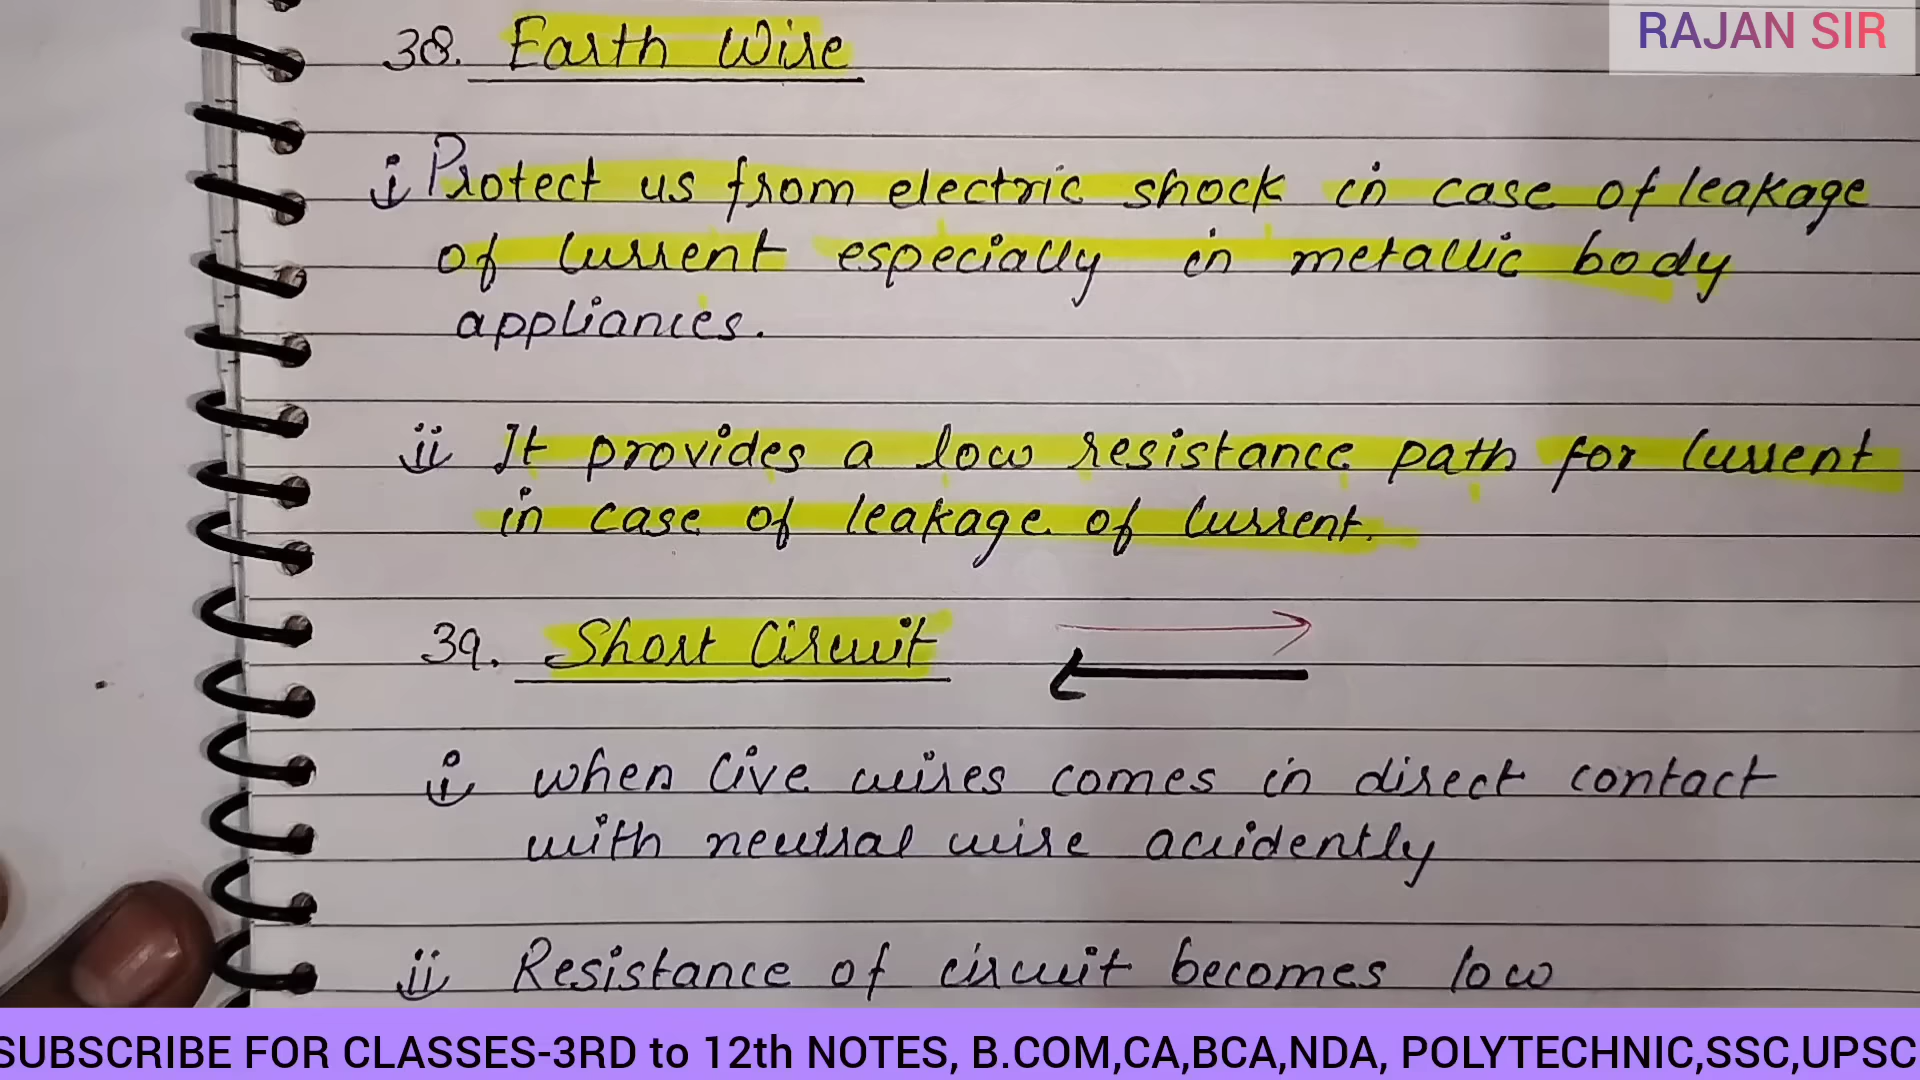 RAJAN SIR
38. Earth Wire
i Protect us from electric shock in case of leakage
of current especially in metallic body
appliances.
ii It provides a low resistance path for current
in case of leakage of current.
39. Short Circuit
i when live wires comes in direct contact
with neutral wire accidently
ii Resistance of circuit becomes low
SUBSCRIBE FOR CLASSES-3RD to 12th NOTES, B.COM,CA,BCA,NDA, POLYTECHNIC,SSC,UPSC